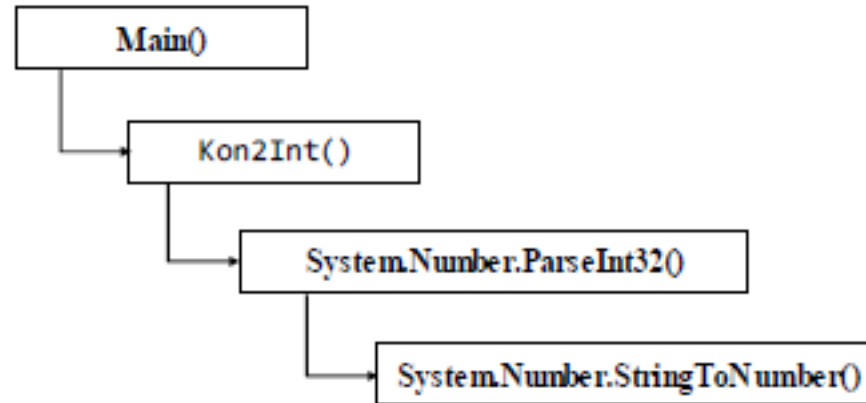 Main()
Kon2Int()
System.Number.ParseInt32()
System.Number.StringToNumber()